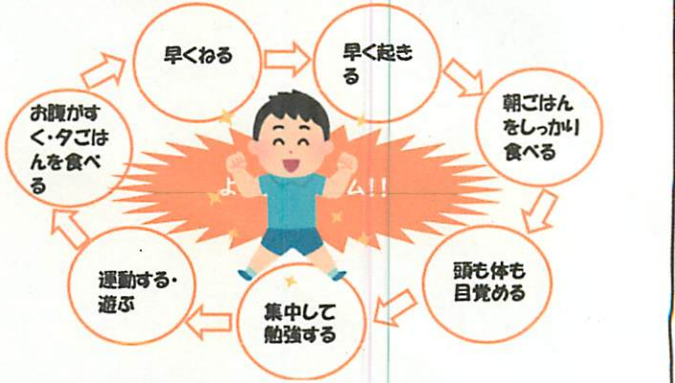 早くねる
早く起き
る
朝ごはん
をしっかり
食べる
頭も体も
目覚める
集中して
勉強する
運動する・
遊ぶ
お腹がす
く・夕ごは
んを食べ
る
よ
ム!!